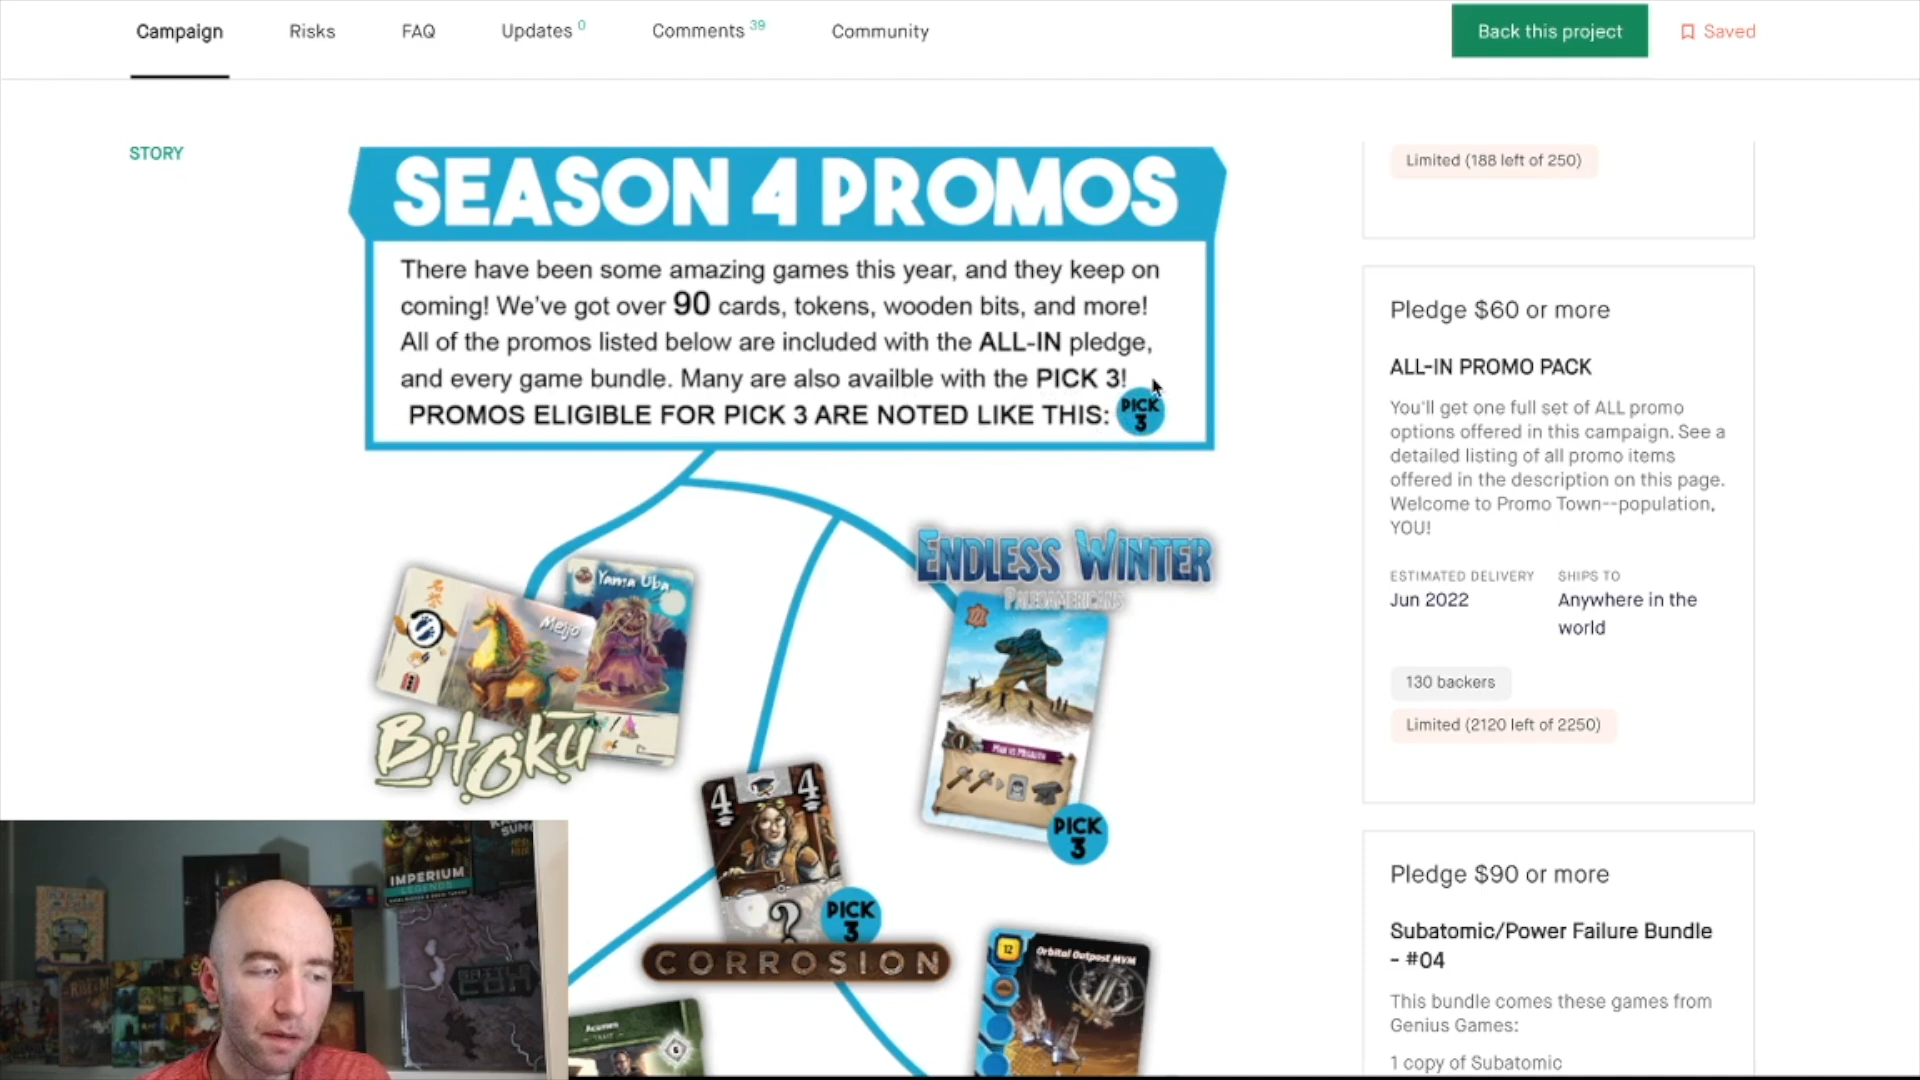 Campaign
Risks
FAQ
Updates 0
Comments 39
Community
Back this project
Saved
STORY
SEASON 4 PROMOS
There have been some amazing games this year, and they keep on
coming! We've got over 90 cards, tokens, wooden bits, and more!
All of the promos listed below are included with the ALL-IN pledge,
and every game bundle. Many are also availble with the PICK 3!
PROMOS ELIGIBLE FOR PICK 3 ARE NOTED LIKE THIS:
PICK
3
Yama Uba
Meijo
Bitoku
ENDLESS WINTER
PALEOAMERICANS
PICK
3
4
4
?
PICK
3
CORROSION
12
Orbital Outpost MVM
Acumen
6
IMPERIUM
LEGENDS
Limited (188 left of 250)
Pledge $60 or more
ALL-IN PROMO PACK
You'll get one full set of ALL promo
options offered in this campaign. See a
detailed listing of all promo items
offered in the description on this page.
Welcome to Promo Town--population,
YOU!
ESTIMATED DELIVERY
Jun 2022
SHIPS TO
Anywhere in the
world
130 backers
Limited (2120 left of 2250)
Pledge $90 or more
Subatomic/Power Failure Bundle
- #04
This bundle comes these games from
Genius Games:
1 copy of Subatomic